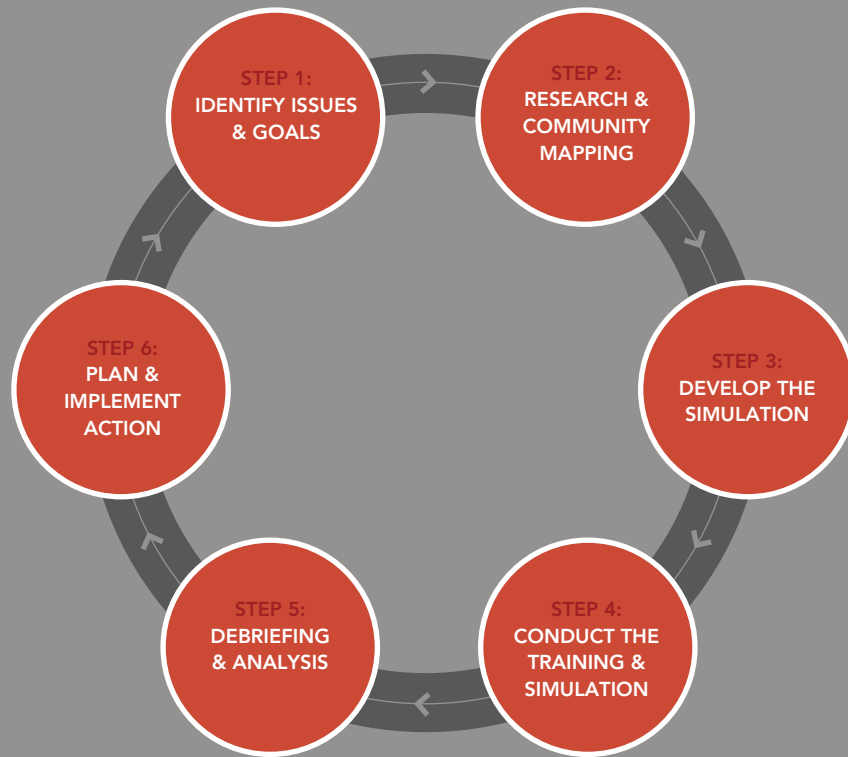 STEP 1:
IDENTIFY ISSUES
& GOALS
STEP 2:
RESEARCH &
COMMUNITY
MAPPING
STEP 3:
DEVELOP THE
SIMULATION
STEP 4:
CONDUCT THE
TRAINING &
SIMULATION
STEP 5:
DEBRIEFING
& ANALYSIS
STEP 6:
PLAN &
IMPLEMENT
ACTION